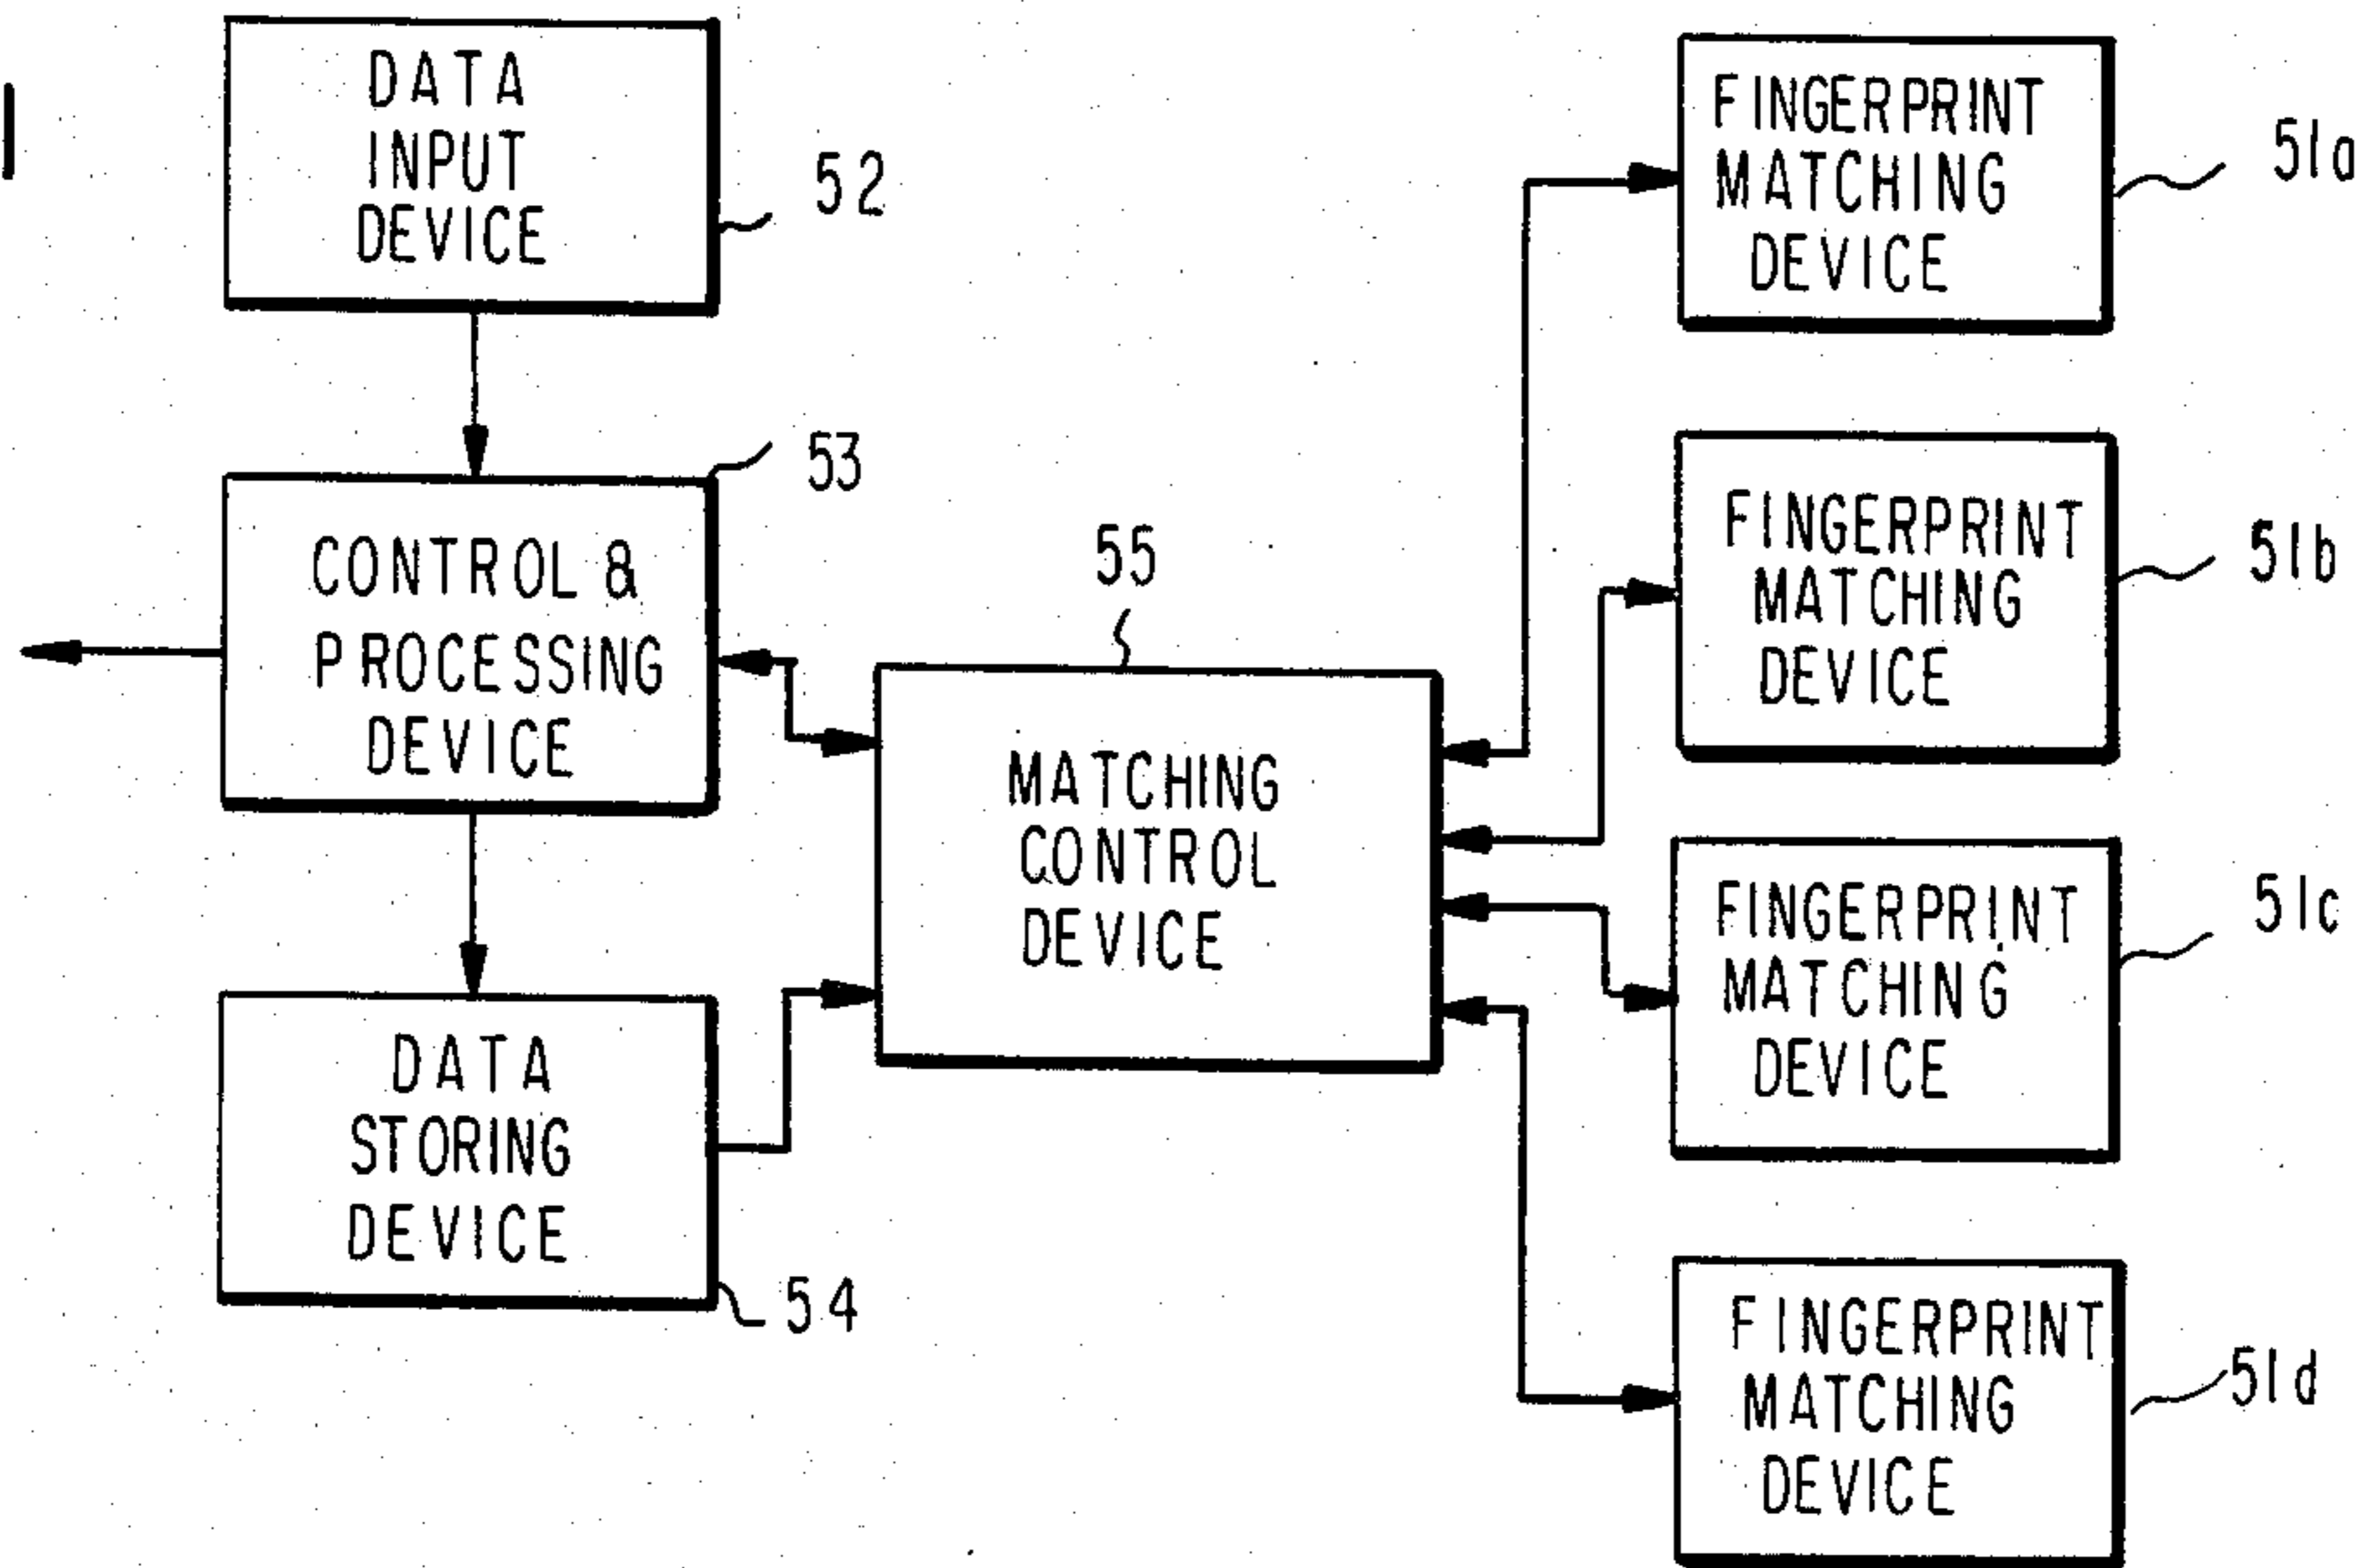 DATA
INPUT
DEVICE
52
53
CONTROL &
PROCESSING
DEVICE
DATA
STORING
DEVICE
54
55
MATCHING
CONTROL
DEVICE
FINGERPRINT
MATCHING
DEVICE
51a
FINGERPRINT
MATCHING
DEVICE
51b
FINGERPRINT
MATCHING
DEVICE
51c
FINGERPRINT
MATCHING
DEVICE
51d